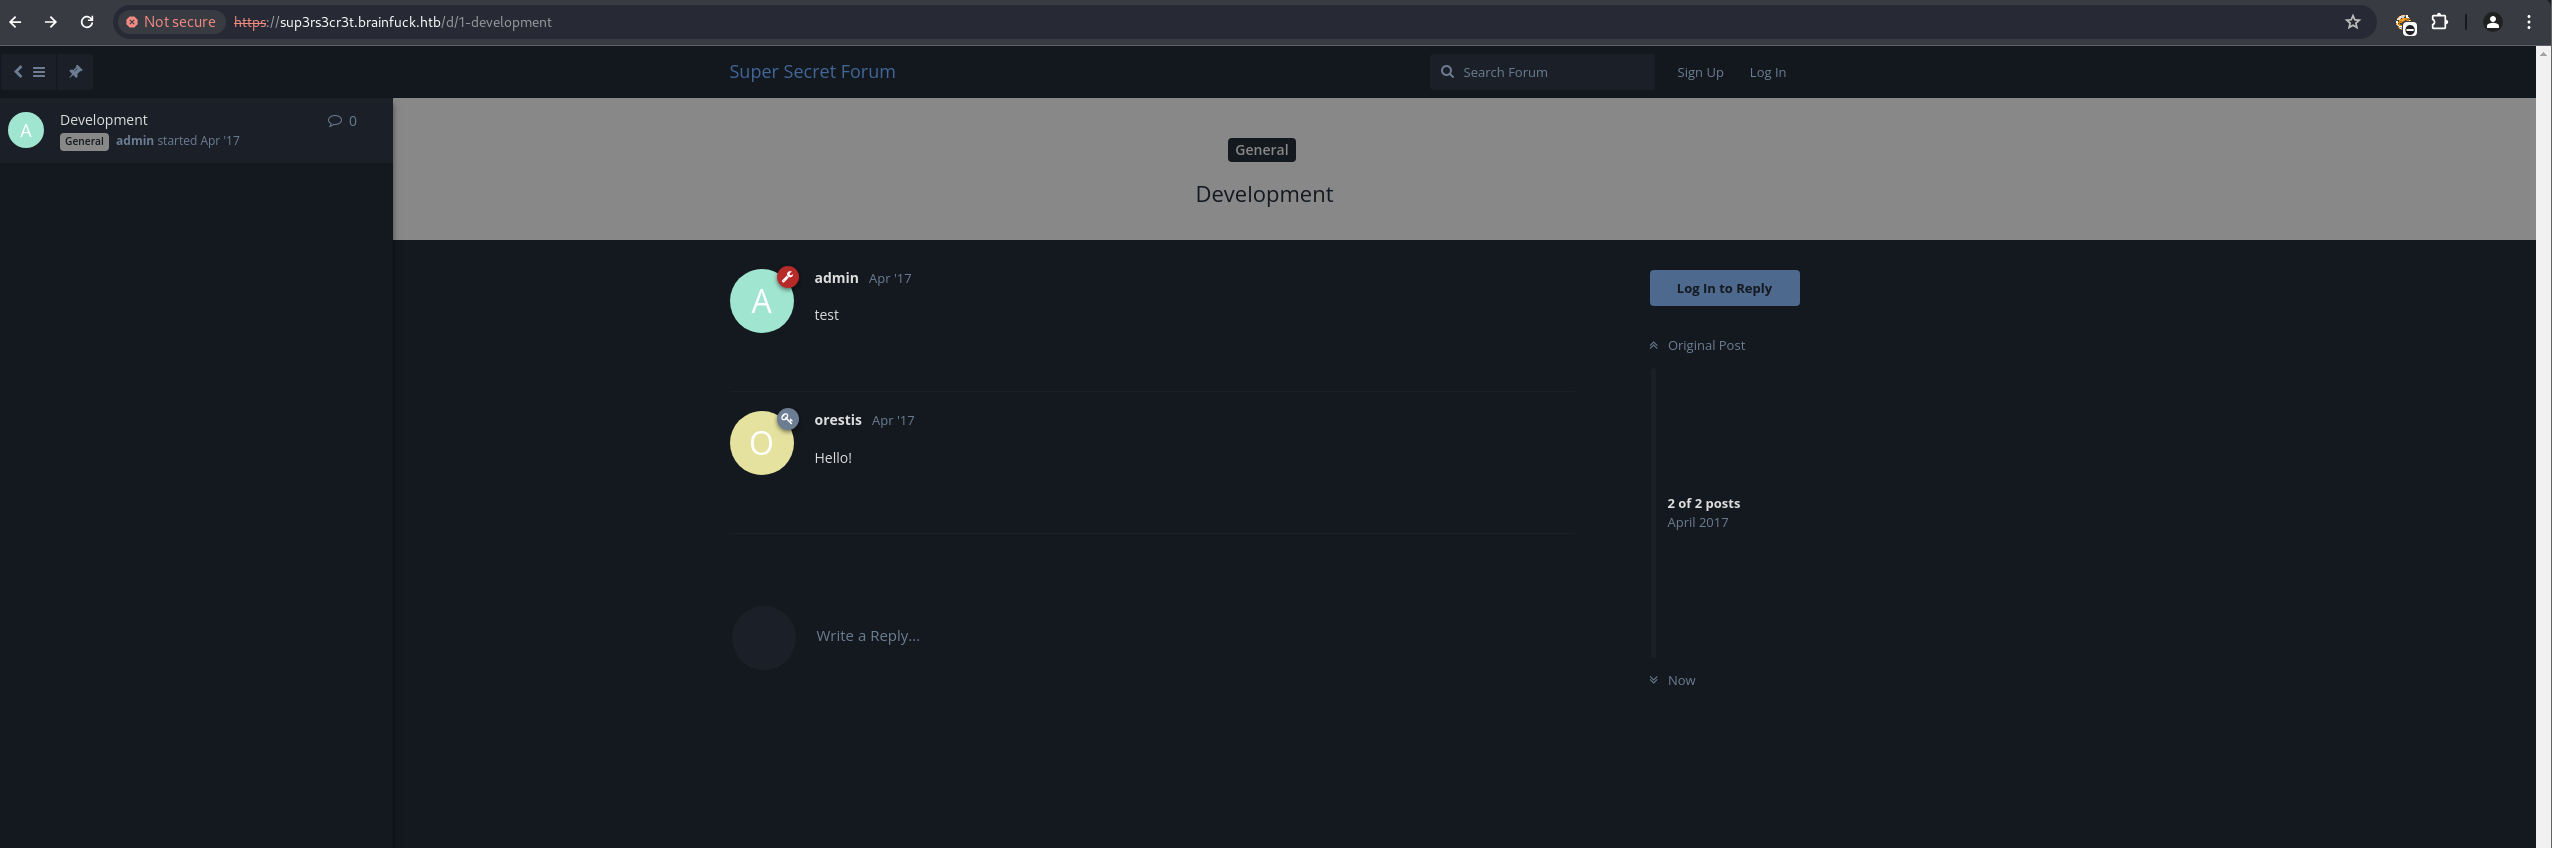 Not secure https://sup3rs3cr3t.brainfuck.htb/d/1-development
Super Secret Forum
Search Forum
Sign Up
Log In
A
Development
0
General admin started Apr '17
General
Development
A
admin Apr '17
test
O
orestis Apr '17
Hello!
Write a Reply...
Log In to Reply
Original Post
2 of 2 posts
April 2017
Now